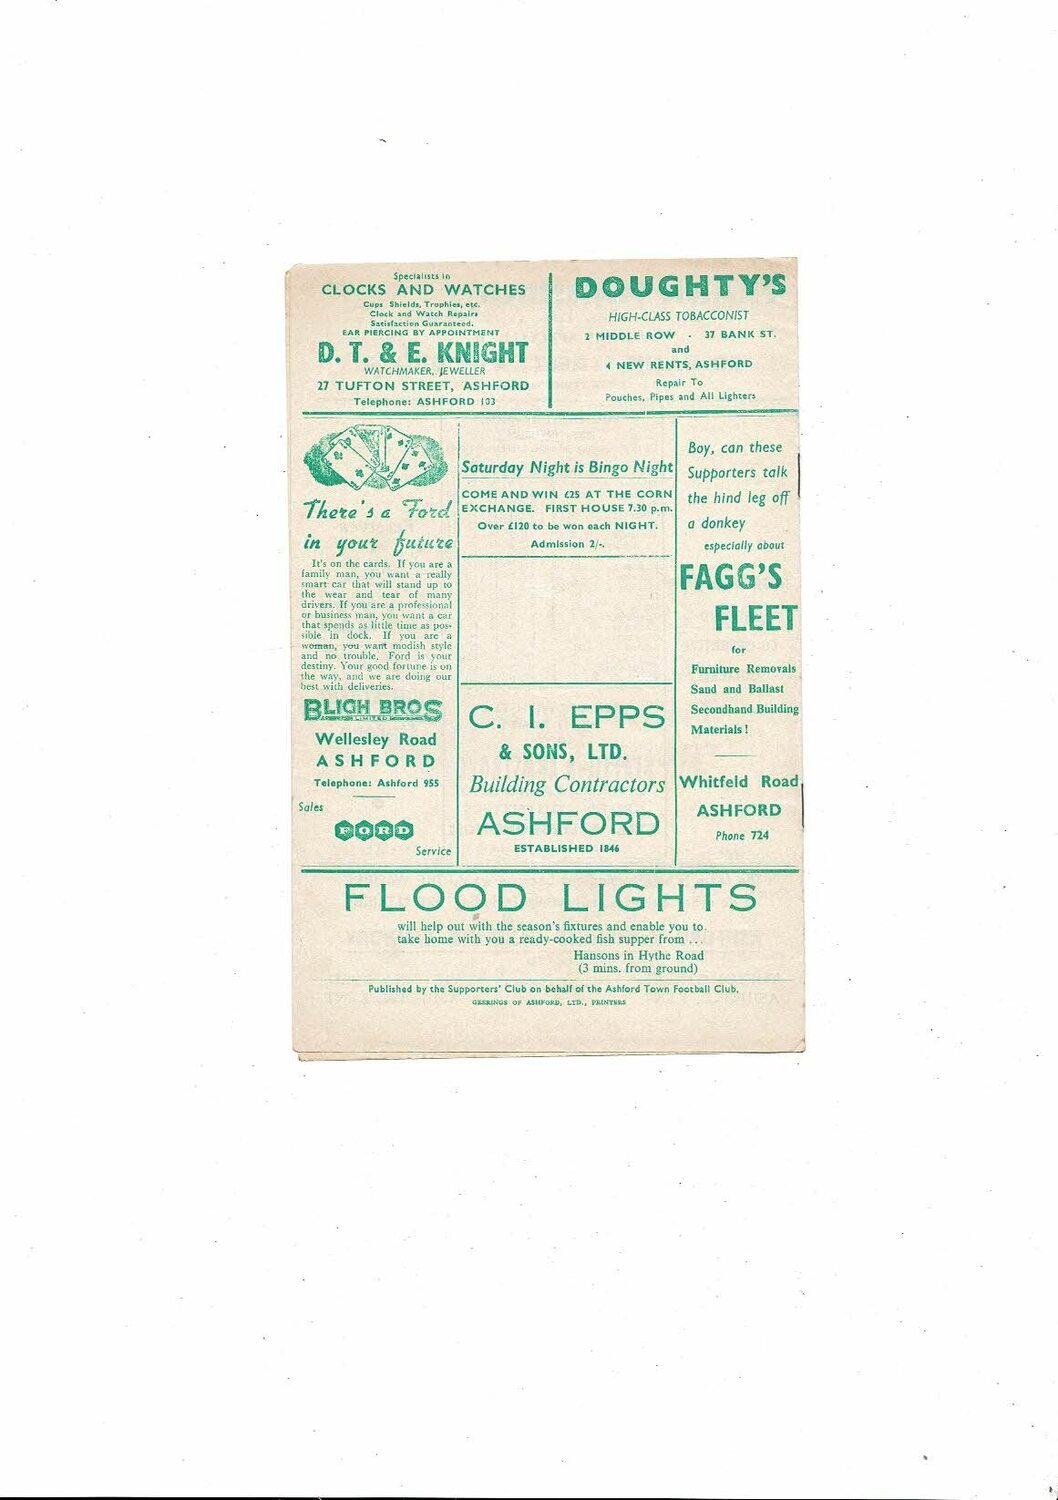 Specialists in
CLOCKS AND WATCHES
Cups Shields, Trophies, etc.
Clock and Watch Repairs
Satisfaction Guaranteed.
EAR PIERCING BY APPOINTMENT
D. T. & E. KNIGHT
WATCHMAKER, JEWELLER
27 TUFTON STREET, ASHFORD
Telephone: ASHFORD 103
DOUGHTY'S
HIGH-CLASS TOBACCONIST
2 MIDDLE ROW - 37 BANK ST.
and
4 NEW RENTS, ASHFORD
Repair To
Pouches, Pipes and All Lighters
There's a Ford
in your future
It's on the cards. If you are a
family man, you want a really
smart car that will stand up to
the wear and tear of many
drivers. If you are a professional
or business man, you want a car
that spends as little time as pos-
sible in dock. If you are a
woman, you want modish style
and no trouble. Ford is your
destiny. Your good fortune is on
the way, and we are doing our
best with deliveries.
BLIGH BROS
LIMITED
Wellesley Road
ASHFORD
Telephone: Ashford 955
Sales
FORD
Service
Saturday Night is Bingo Night
COME AND WIN £25 AT THE CORN
EXCHANGE. FIRST HOUSE 7.30 p.m.
Over £120 to be won each NIGHT.
Admission 2/-.
C. I. EPPS
& SONS, LTD.
Building Contractors
ASHFORD
ESTABLISHED 1846
Boy, can these
Supporters talk
the hind leg off
a donkey
especially about
FAGG'S
FLEET
for
Furniture Removals
Sand and Ballast
Secondhand Building
Materials!
Whitfeld Road,
ASHFORD
Phone 724
FLOOD LIGHTS
will help out with the season's fixtures and enable you to
take home with you a ready-cooked fish supper from ...
Hansons in Hythe Road
(3 mins. from ground)
Published by the Supporters' Club on behalf of the Ashford Town Football Club.
GEERINGS OF ASHFORD, LTD., PRINTERS